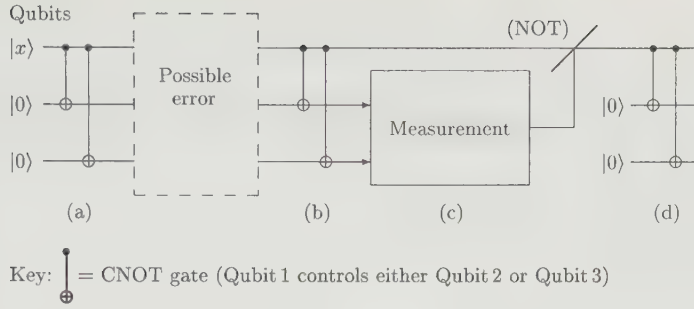 Qubits
|x⟩
(NOT)
Possible
error
|0⟩
Measurement
|0⟩
|0⟩
|0⟩
(a)
(b)
(c)
(d)
Key: = CNOT gate (Qubit 1 controls either Qubit 2 or Qubit 3)